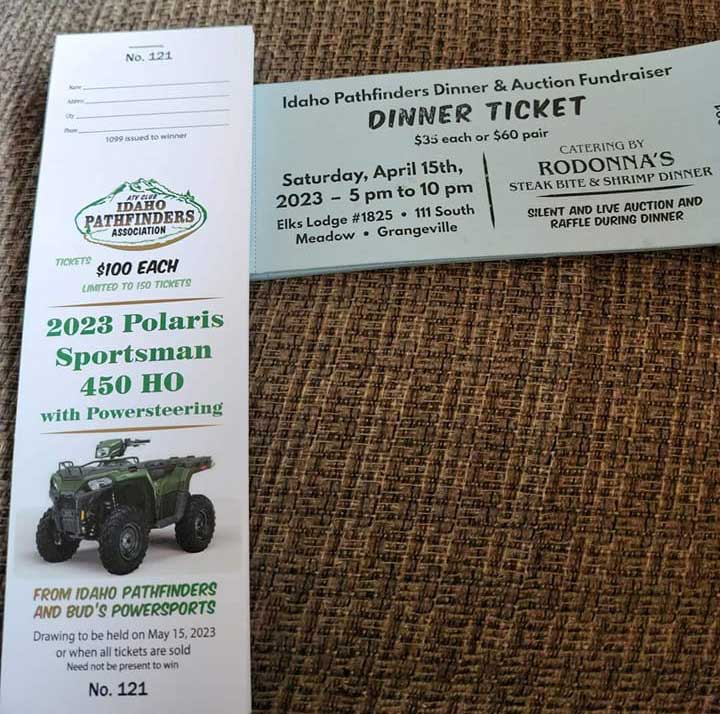 No. 121
Name
Address
City
Phone
1099 issued to winner
ATV CLUB
IDAHO
PATHFINDERS
ASSOCIATION
TICKETS $100 EACH
LIMITED TO 150 TICKETS
2023 Polaris
Sportsman
450 HO
with Powersteering
FROM IDAHO PATHFINDERS
AND BUD'S POWERSPORTS
Drawing to be held on May 15, 2023
or when all tickets are sold
Need not be present to win
No. 121
Idaho Pathfinders Dinner & Auction Fundraiser
DINNER TICKET
$35 each or $60 pair
Saturday, April 15th,
2023 – 5 pm to 10 pm
Elks Lodge #1825 • 111 South
Meadow • Grangeville
CATERING BY
RODONNA'S
STEAK BITE & SHRIMP DINNER
SILENT AND LIVE AUCTION AND
RAFFLE DURING DINNER